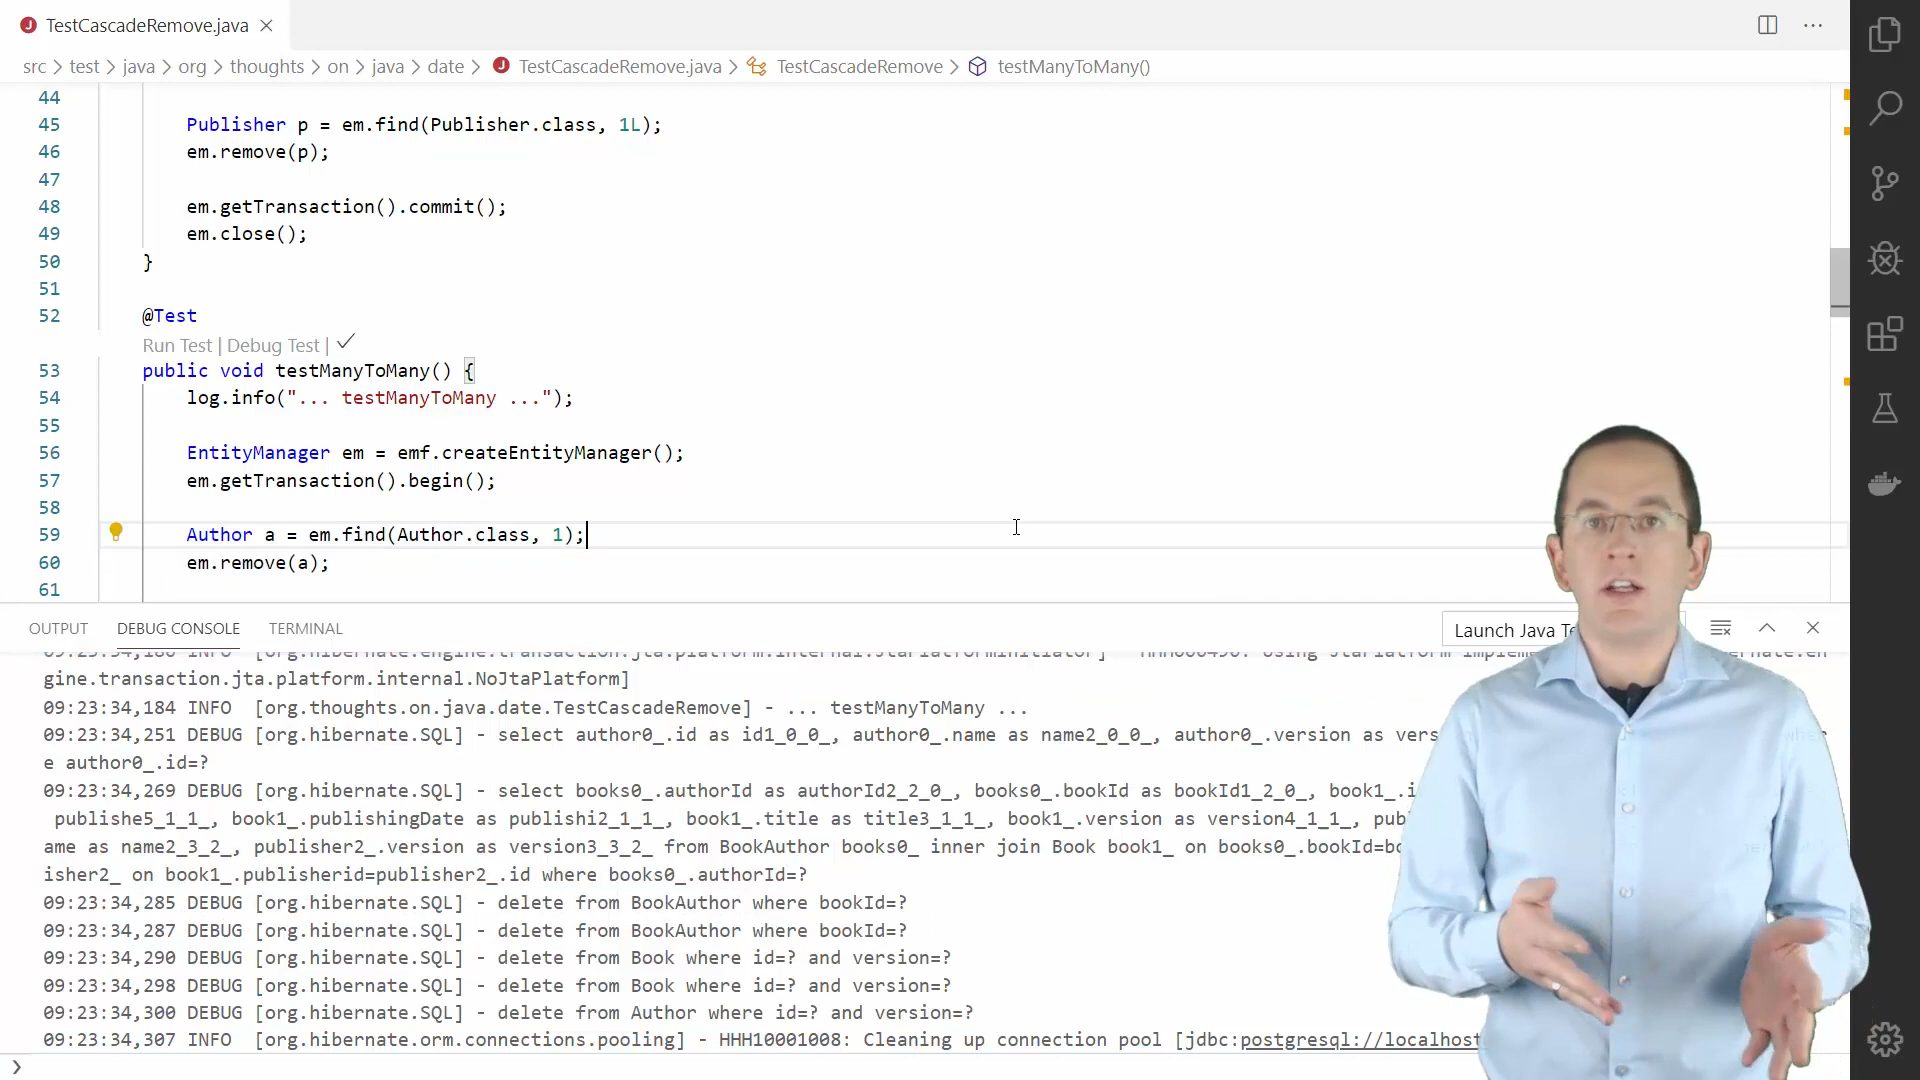 TestCascadeRemove.java
src > test > java > org > thoughts > on > java > date > TestCascadeRemove.java > TestCascadeRemove > testManyToMany()
44
45 Publisher p = em.find(Publisher.class, 1L);
46 em.remove(p);
47
48 em.getTransaction().commit();
49 em.close();
50 }
51
52 @Test
Run Test | Debug Test |
53 public void testManyToMany() {
54 log.info("... testManyToMany ...");
55
56 EntityManager em = emf.createEntityManager();
57 em.getTransaction().begin();
58
59 Author a = em.find(Author.class, 1);
60 em.remove(a);
61
OUTPUT DEBUG CONSOLE TERMINAL Launch Java
gine.transaction.jta.platform.internal.NoJtaPlatform]
09:23:34,184 INFO [org.thoughts.on.java.date.TestCascadeRemove] - ... testManyToMany ...
09:23:34,251 DEBUG [org.hibernate.SQL] - select author0_.id as id1_0_0_, author0_.name as name2_0_0_, author0_.version as
e author0_.id=?
09:23:34,269 DEBUG [org.hibernate.SQL] - select books0_.authorId as authorId2_2_0_, books0_.bookId as bookId1_2_0_,
publishe5_1_1_, book1_.publishingDate as publishi2_1_1_, book1_.title as title3_1_1_, book1_.version as version4_1_1_,
ame as name2_3_2_, publisher2_.version as version3_3_2_ from BookAuthor books0_ inner join Book book1_ on
isher2_ on book1_.publisherid=publisher2_.id where books0_.authorId=?
09:23:34,285 DEBUG [org.hibernate.SQL] - delete from BookAuthor where bookId=?
09:23:34,287 DEBUG [org.hibernate.SQL] - delete from BookAuthor where bookId=?
09:23:34,290 DEBUG [org.hibernate.SQL] - delete from Book where id=? and version=?
09:23:34,298 DEBUG [org.hibernate.SQL] - delete from Book where id=? and version=?
09:23:34,300 DEBUG [org.hibernate.SQL] - delete from Author where id=? and version=?
09:23:34,307 INFO [org.hibernate.orm.connections.pooling] - HHH10001008: Cleaning up connection pool [jdbc:postgresql://localhost